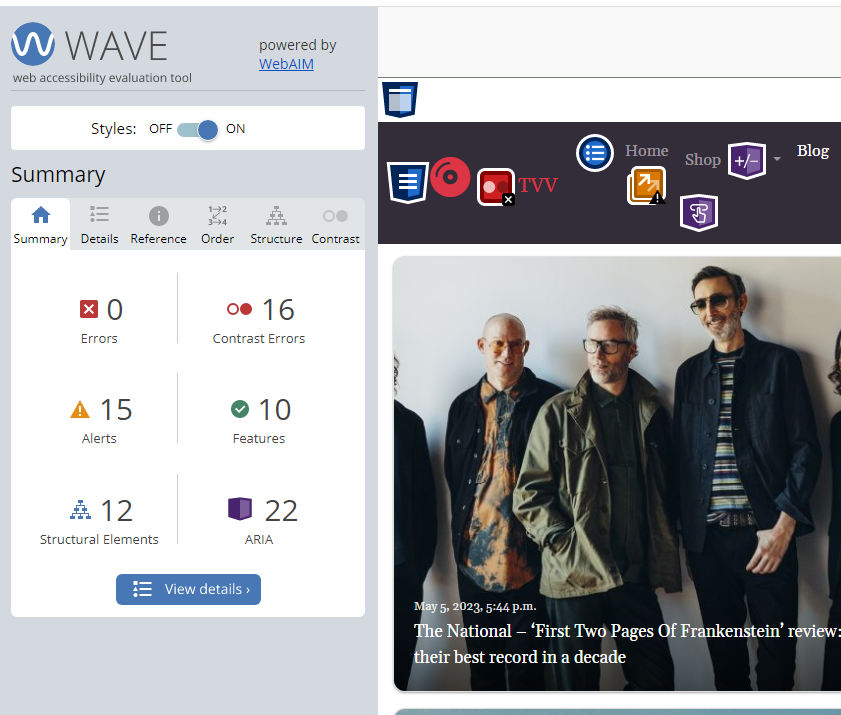 WAVE
web accessibility evaluation tool
powered by
WebAIM
Styles: OFF ON
Summary
Summary Details Reference Order Structure Contrast
0
Errors
16
Contrast Errors
15
Alerts
10
Features
12
Structural Elements
22
ARIA
View details ›
TVV
Home
Shop
+/-
Blog
May 5, 2023, 5:44 p.m.
The National – ‘First Two Pages Of Frankenstein’ review:
their best record in a decade